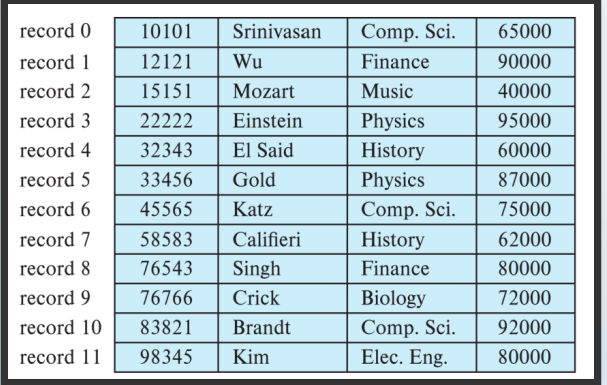 record 0 10101 Srinivasan Comp. Sci. 65000
record 1 12121 Wu Finance 90000
record 2 15151 Mozart Music 40000
record 3 22222 Einstein Physics 95000
record 4 32343 El Said History 60000
record 5 33456 Gold Physics 87000
record 6 45565 Katz Comp. Sci. 75000
record 7 58583 Califieri History 62000
record 8 76543 Singh Finance 80000
record 9 76766 Crick Biology 72000
record 10 83821 Brandt Comp. Sci. 92000
record 11 98345 Kim Elec. Eng. 80000